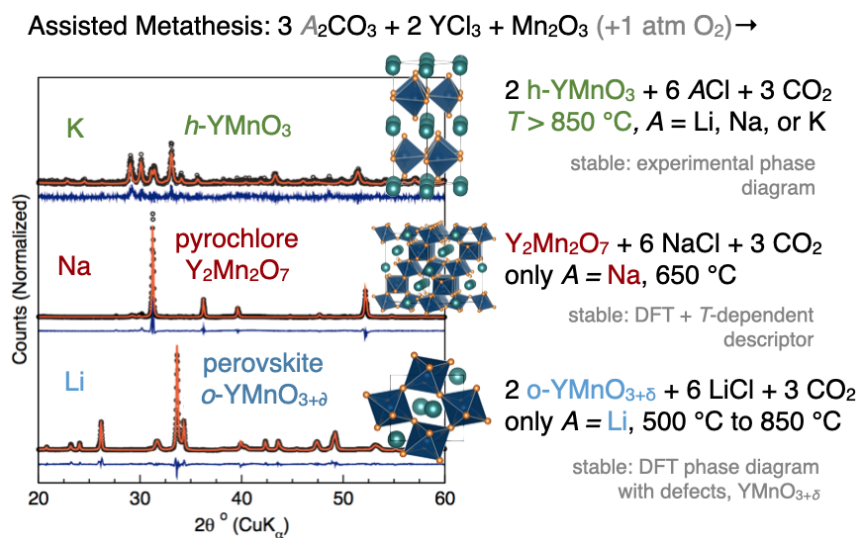 Assisted Metathesis: 3 A₂CO₃ + 2 YCl₃ + Mn₂O₃ (+1 atm O₂) →
K
h-YMnO₃
2 h-YMnO₃ + 6 ACl + 3 CO₂
T > 850 °C, A = Li, Na, or K
stable: experimental phase
diagram
Na
pyrochlore
Y₂Mn₂O₇
Y₂Mn₂O₇ + 6 NaCl + 3 CO₂
only A = Na, 650 °C
stable: DFT + T-dependent
descriptor
Li
perovskite
o-YMnO₃₊∂
2 o-YMnO₃₊δ + 6 LiCl + 3 CO₂
only A = Li, 500 °C to 850 °C
stable: DFT phase diagram
with defects, YMnO₃₊δ
Counts (Normalized)
20 30 40 50 60
2θ ° (CuKα)